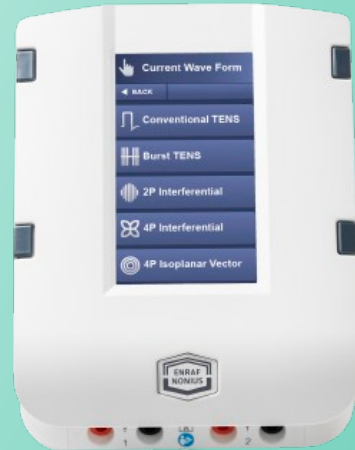 Current Wave Form
BACK
Conventional TENS
Burst TENS
2P Interferential
4P Interferential
4P Isoplanar Vector
ENRAF
NONIUS
1
2